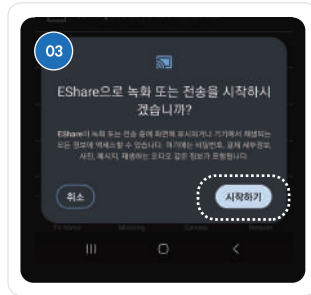 03
EShare으로 녹화 또는 전송을 시작하시
겠습니까?
EShare이 녹화 또는 전송 중에 화면에 표시되거나 기기에서 재생되는
모든 정보에 액세스할 수 있습니다. 여기에는 비밀번호, 결제 세부정보,
사진, 메시지, 재생하는 오디오 같은 정보가 포함됩니다.
취소
시작하기